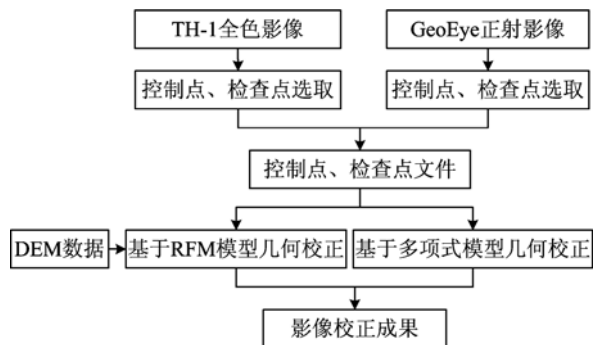 TH-1全色影像
GeoEye正射影像
控制点、检查点选取
控制点、检查点选取
控制点、检查点文件
DEM数据
基于RFM模型几何校正
基于多项式模型几何校正
影像校正成果